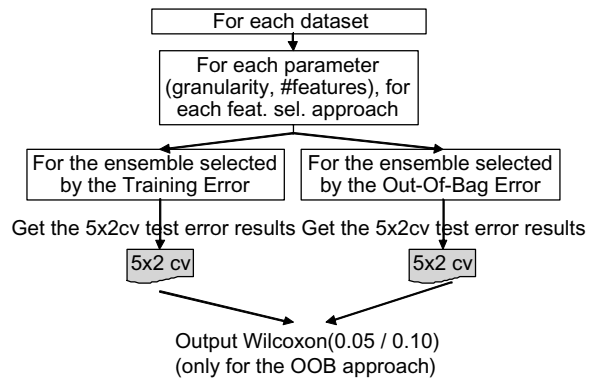 For each dataset
For each parameter
(granularity, #features), for
each feat. sel. approach
For the ensemble selected
by the Training Error
For the ensemble selected
by the Out-Of-Bag Error
Get the 5x2cv test error results
Get the 5x2cv test error results
5x2 cv
5x2 cv
Output Wilcoxon(0.05 / 0.10)
(only for the OOB approach)